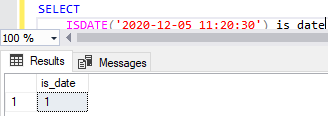 SELECT
ISDATE('2020-12-05 11:20:30') is date
100 %
Results Messages
is_date
1 1